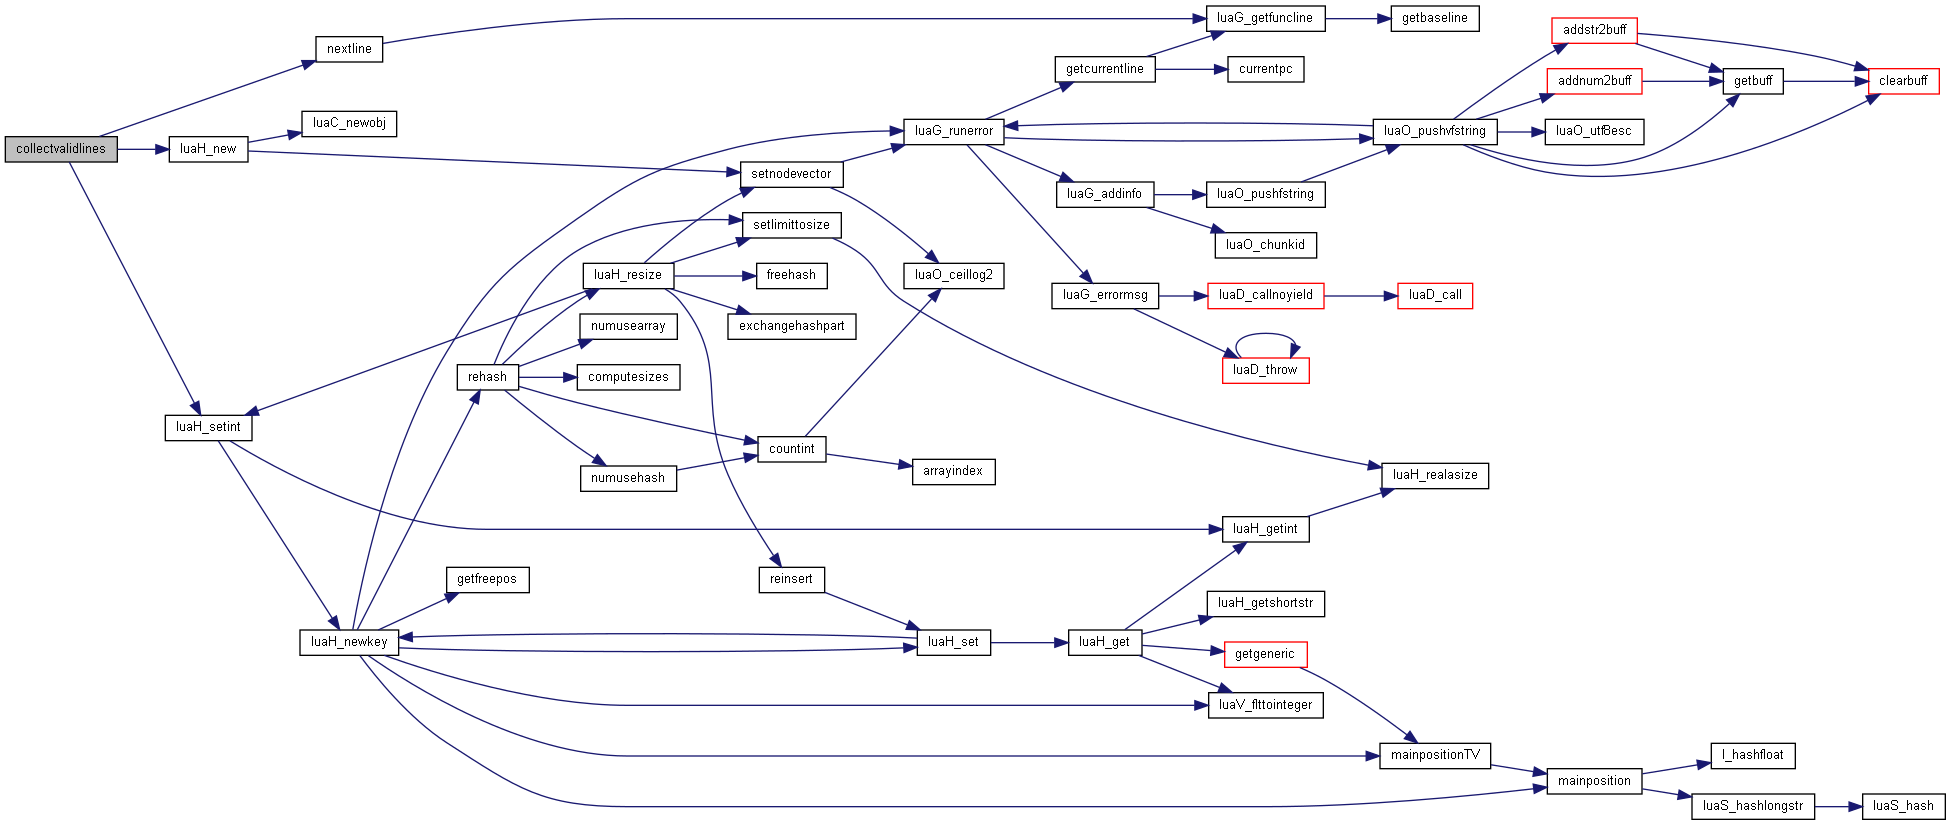 luaG_getfuncline
getbaseline
addstr2buff
nextline
getcurrentline
currentpc
addnum2buff
getbuff
clearbuff
luaC_newobj
luaG_runerror
luaO_pushvfstring
luaO_utf8esc
collectvalidlines
luaH_new
setnodevector
luaG_addinfo
luaO_pushfstring
setlimittosize
luaO_chunkid
luaH_resize
freehash
luaO_ceillog2
luaG_errormsg
luaD_callnoyield
luaD_call
numusearray
exchangehashpart
rehash
computesizes
luaD_throw
luaH_setint
countint
numusehash
arrayindex
luaH_realasize
luaH_getint
getfreepos
reinsert
luaH_getshortstr
luaH_newkey
luaH_set
luaH_get
getgeneric
luaV_flttointeger
mainpositionTV
l_hashfloat
mainposition
luaS_hashlongstr
luaS_hash